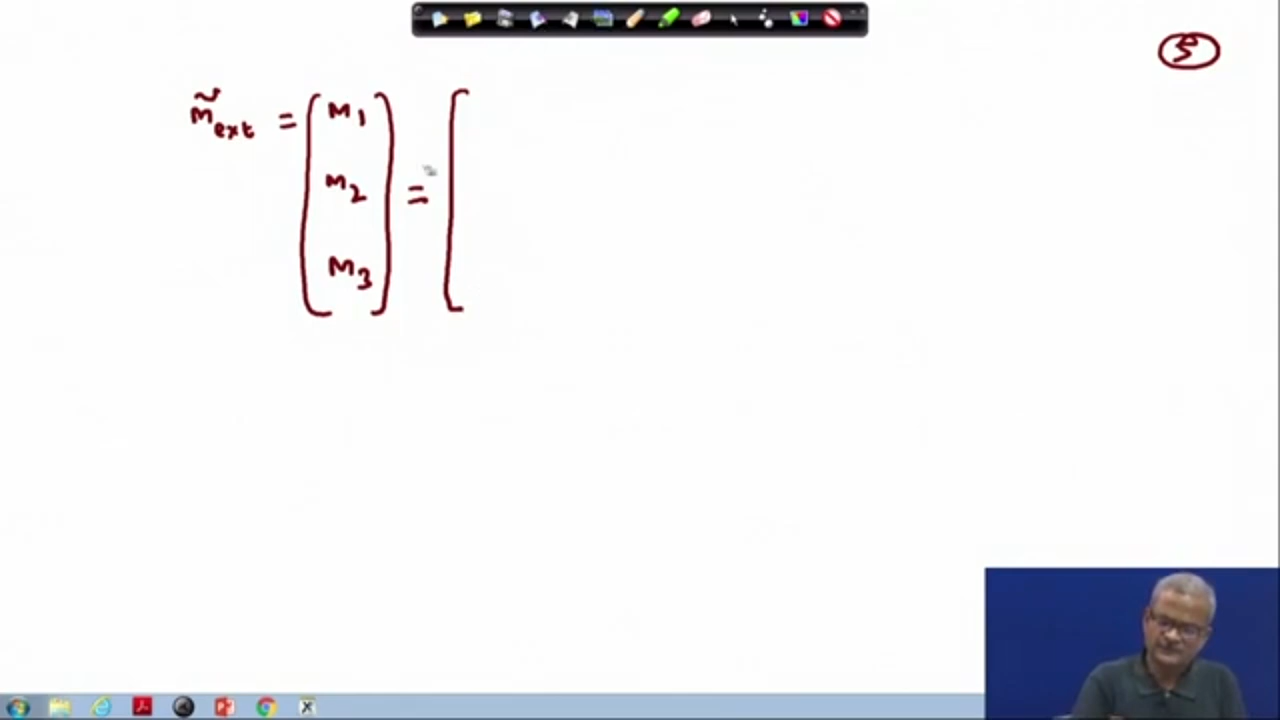 5
m̃ext = [ M1 = [
M2
M3 ]